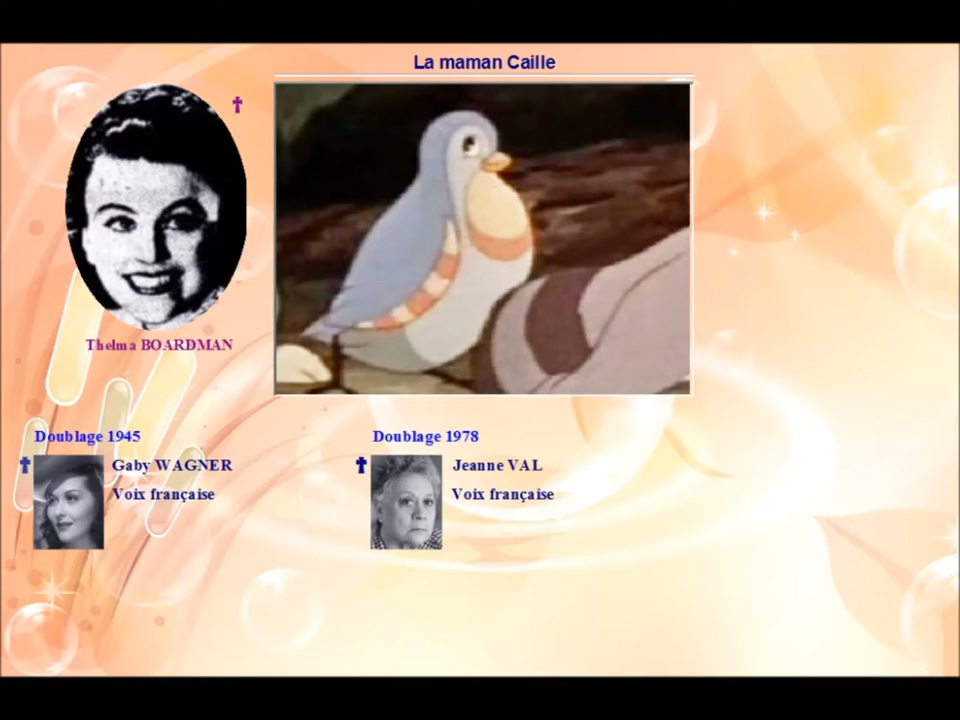 La maman Caille
Thelma BOARDMAN
Doublage 1945
Gaby WAGNER
Voix française
Doublage 1978
Jeanne VAL
Voix française